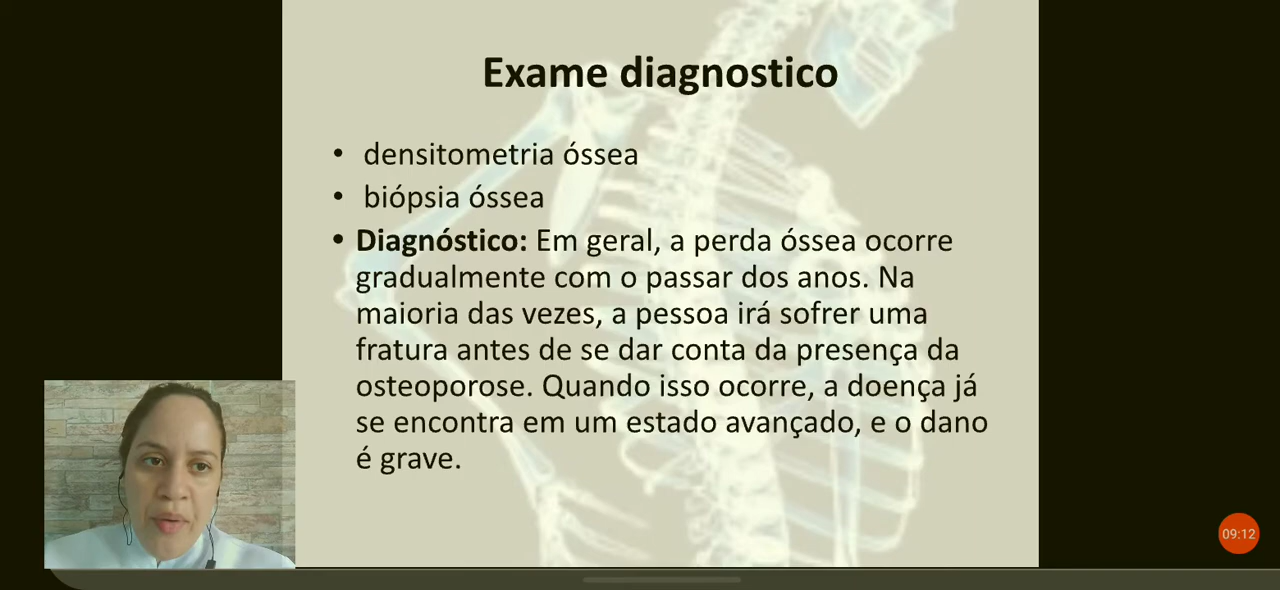 Exame diagnostico
• densitometria óssea
• biópsia óssea
• Diagnóstico: Em geral, a perda óssea ocorre
gradualmente com o passar dos anos. Na
maioria das vezes, a pessoa irá sofrer uma
fratura antes de se dar conta da presença da
osteoporose. Quando isso ocorre, a doença já
se encontra em um estado avançado, e o dano
é grave.
09:12